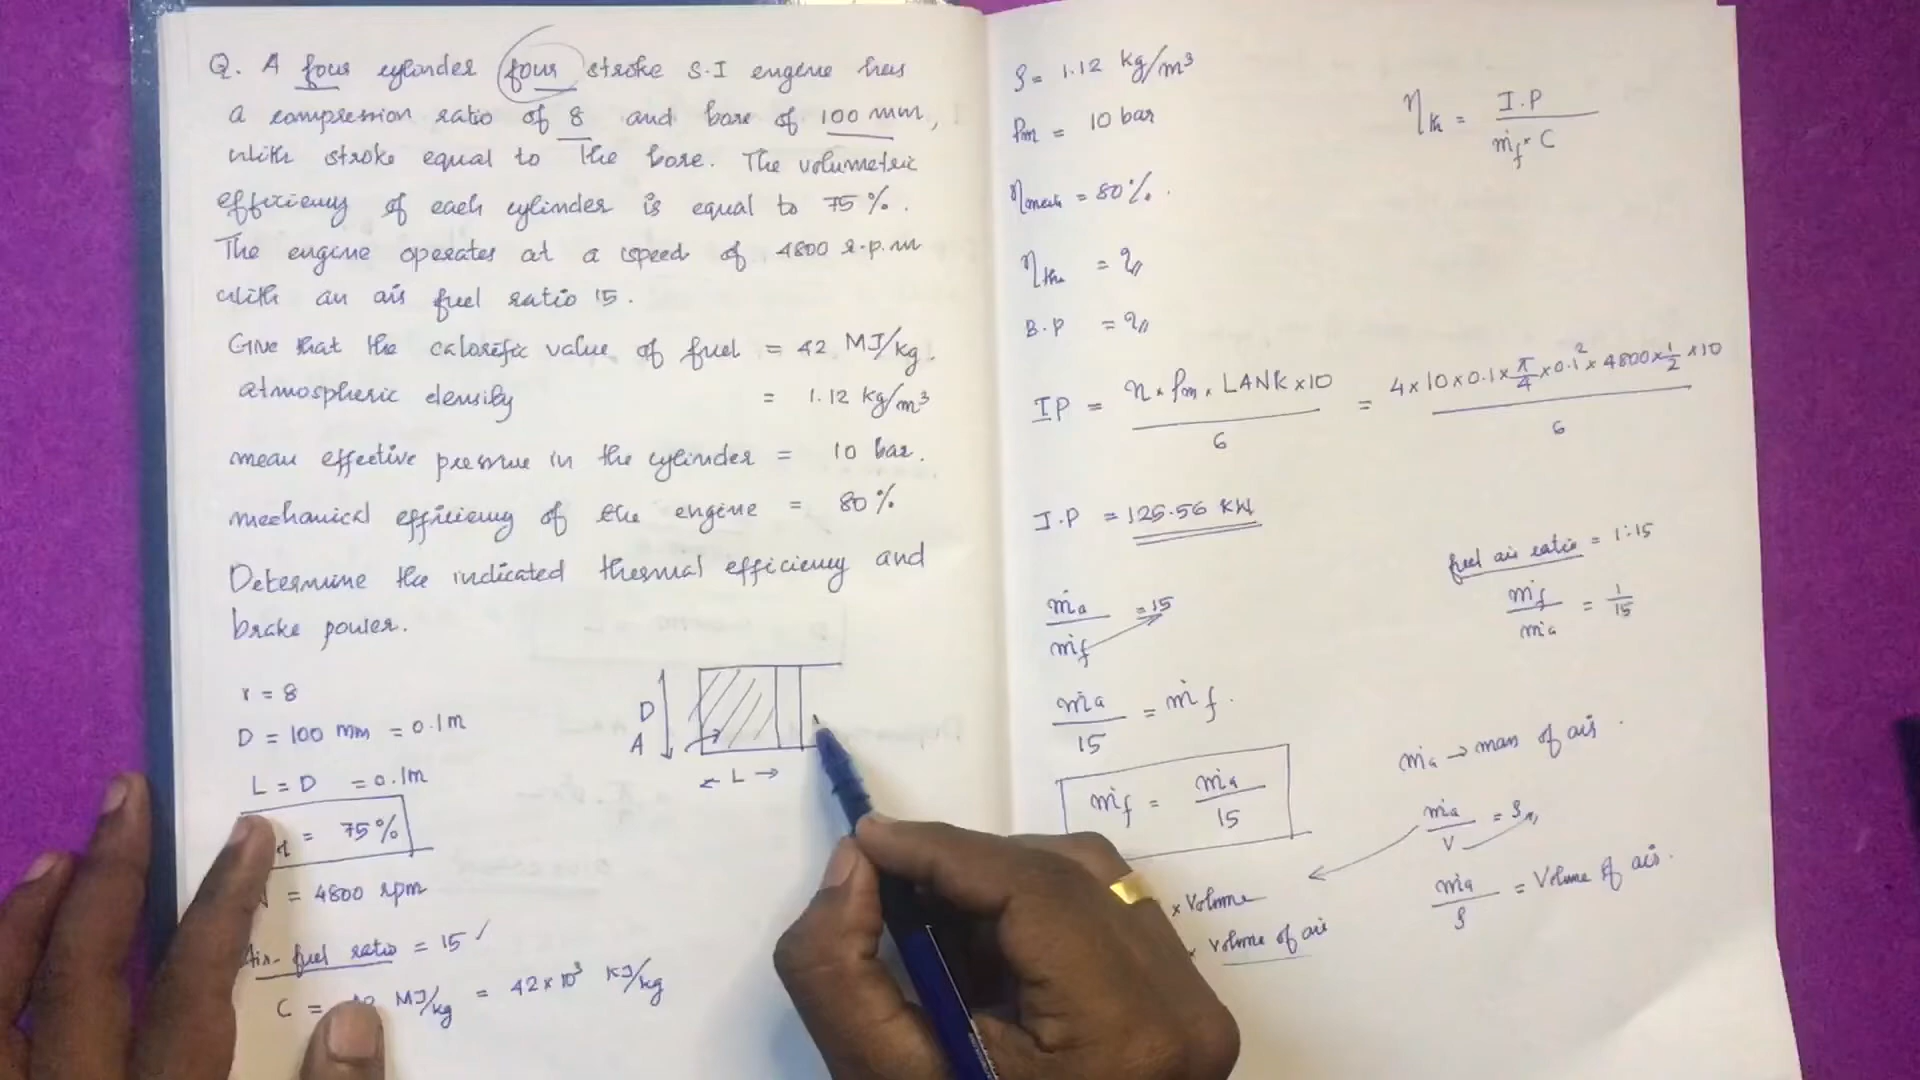 Q. A four cylinder four stroke S.I engine has
a compression ratio of 8 and bore of 100 mm,
with stroke equal to the bore. The volumetric
efficiency of each cylinder is equal to 75%.
The engine operates at a speed of 4800 r.p.m
with an air fuel ratio 15.
Give that the calorific value of fuel = 42 MJ/kg.
atmospheric density = 1.12 kg/m³
mean effective pressure in the cylinder = 10 bar.
mechanical efficiency of the engine = 80%
Determine the indicated thermal efficiency and
brake power.
r = 8
D = 100 mm = 0.1m
L = D = 0.1m
= 75%
= 4800 rpm
Air-fuel ratio = 15 ✓
C = MJ/kg = 42×10³ KJ/kg
D
A
← L →
ρ = 1.12 kg/m³
Pm = 10 bar
ηmech = 80%.
ηth =
B.P =
ηth = I.P / ṁf × C
IP = n × Pm × LANK × 10 / 6 = 4 × 10 × 0.1 × π/4 × 0.1² × 4800 × 1/2 × 10 / 6
I.P = 125.56 KW
ṁa / ṁf = 15
ṁa / 15 = ṁf.
ṁf = ṁa / 15
× Volume
× Volume of air
fuel air ratio = 1:15
ṁf / ṁa = 1/15
ṁa → mass of air.
ṁa / V = ρ
ṁa / ρ = Volume of air.